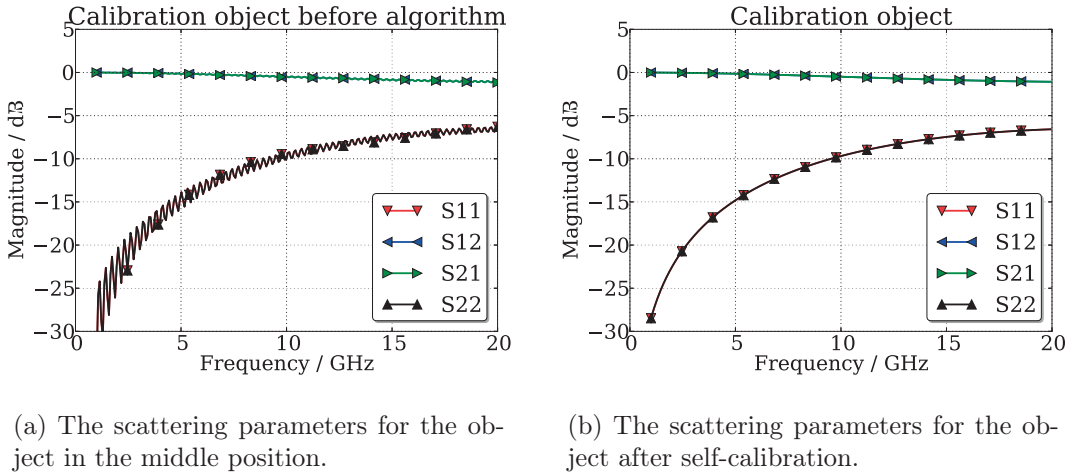 Calibration object before algorithm
5
0
−5
−10
−15
−20
−25
−30
Magnitude / dB
0 5 10 15 20
Frequency / GHz
S11
S12
S21
S22
Calibration object
5
0
−5
−10
−15
−20
−25
−30
Magnitude / dB
0 5 10 15 20
Frequency / GHz
S11
S12
S21
S22
(a) The scattering parameters for the ob-
ject in the middle position.
(b) The scattering parameters for the ob-
ject after self-calibration.